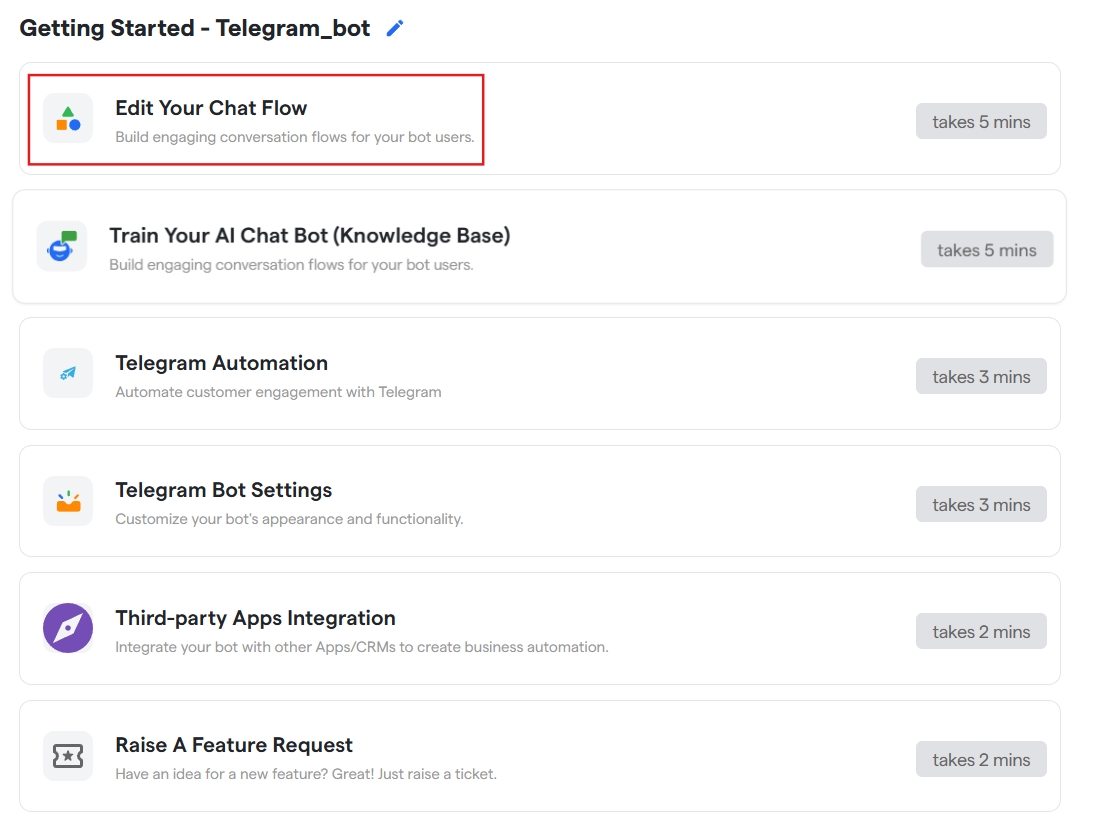 Getting Started - Telegram_bot
Edit Your Chat Flow
Build engaging conversation flows for your bot users.
takes 5 mins
Train Your AI Chat Bot (Knowledge Base)
Build engaging conversation flows for your bot users.
takes 5 mins
Telegram Automation
Automate customer engagement with Telegram
takes 3 mins
Telegram Bot Settings
Customize your bot's appearance and functionality.
takes 3 mins
Third-party Apps Integration
Integrate your bot with other Apps/CRMs to create business automation.
takes 2 mins
Raise A Feature Request
Have an idea for a new feature? Great! Just raise a ticket.
takes 2 mins